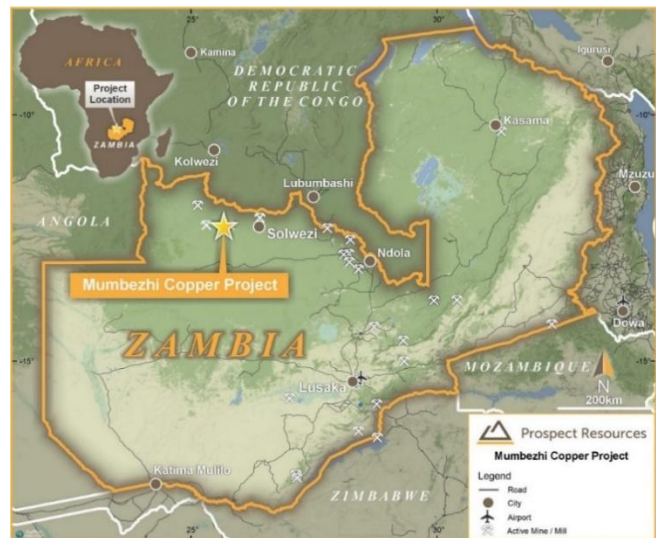 25°
30°
Kamina
Igurusi
AFRICA
DEMOCRATIC
REPUBLIC
OF THE CONGO
Project
Location
-10°
-10°
Kasama
ZAMBIA
Kolwezi
Mzuzu
Lubumbashi
ANGOLA
Solwezi
Ndola
Mumbezhi Copper Project
Dowa
ZAMBIA
-15°
-15°
MOZAMBIQUE
N
Lusaka
200km
Prospect Resources
Mumbezhi Copper Project
Legend
Road
City
Airport
Active Mine / Mill
Katima Mulilo
ZIMBABWE
25°
30°